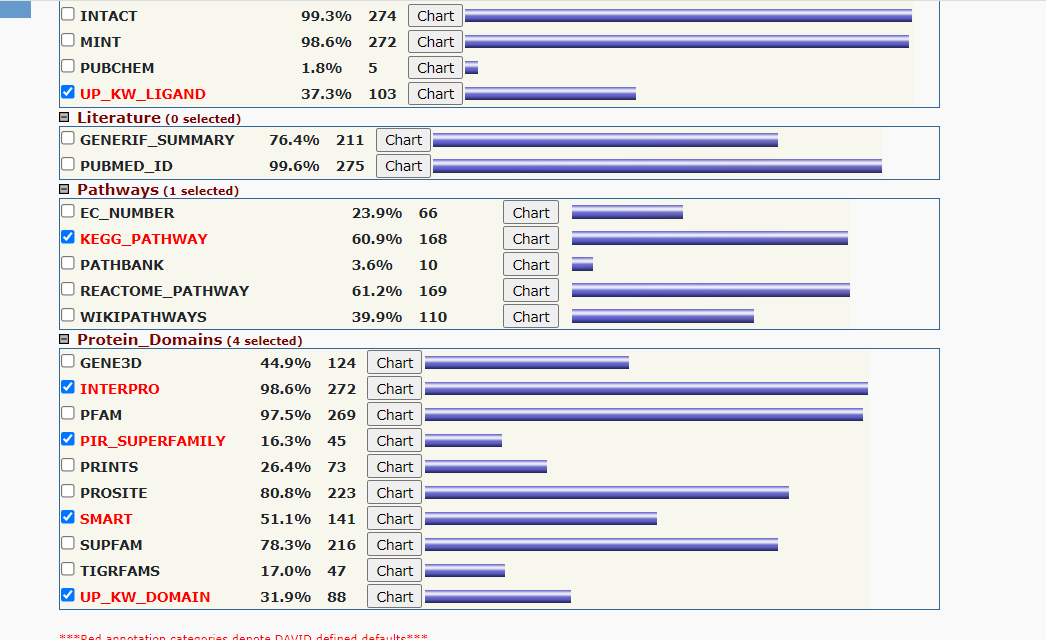 INTACT 99.3% 274 Chart
MINT 98.6% 272 Chart
PUBCHEM 1.8% 5 Chart
UP_KW_LIGAND 37.3% 103 Chart
Literature (0 selected)
GENERIF_SUMMARY 76.4% 211 Chart
PUBMED_ID 99.6% 275 Chart
Pathways (1 selected)
EC_NUMBER 23.9% 66 Chart
KEGG_PATHWAY 60.9% 168 Chart
PATHBANK 3.6% 10 Chart
REACTOME_PATHWAY 61.2% 169 Chart
WIKIPATHWAYS 39.9% 110 Chart
Protein_Domains (4 selected)
GENE3D 44.9% 124 Chart
INTERPRO 98.6% 272 Chart
PFAM 97.5% 269 Chart
PIR_SUPERFAMILY 16.3% 45 Chart
PRINTS 26.4% 73 Chart
PROSITE 80.8% 223 Chart
SMART 51.1% 141 Chart
SUPFAM 78.3% 216 Chart
TIGRFAMS 17.0% 47 Chart
UP_KW_DOMAIN 31.9% 88 Chart
***Red annotation categories denote DAVID defined defaults***